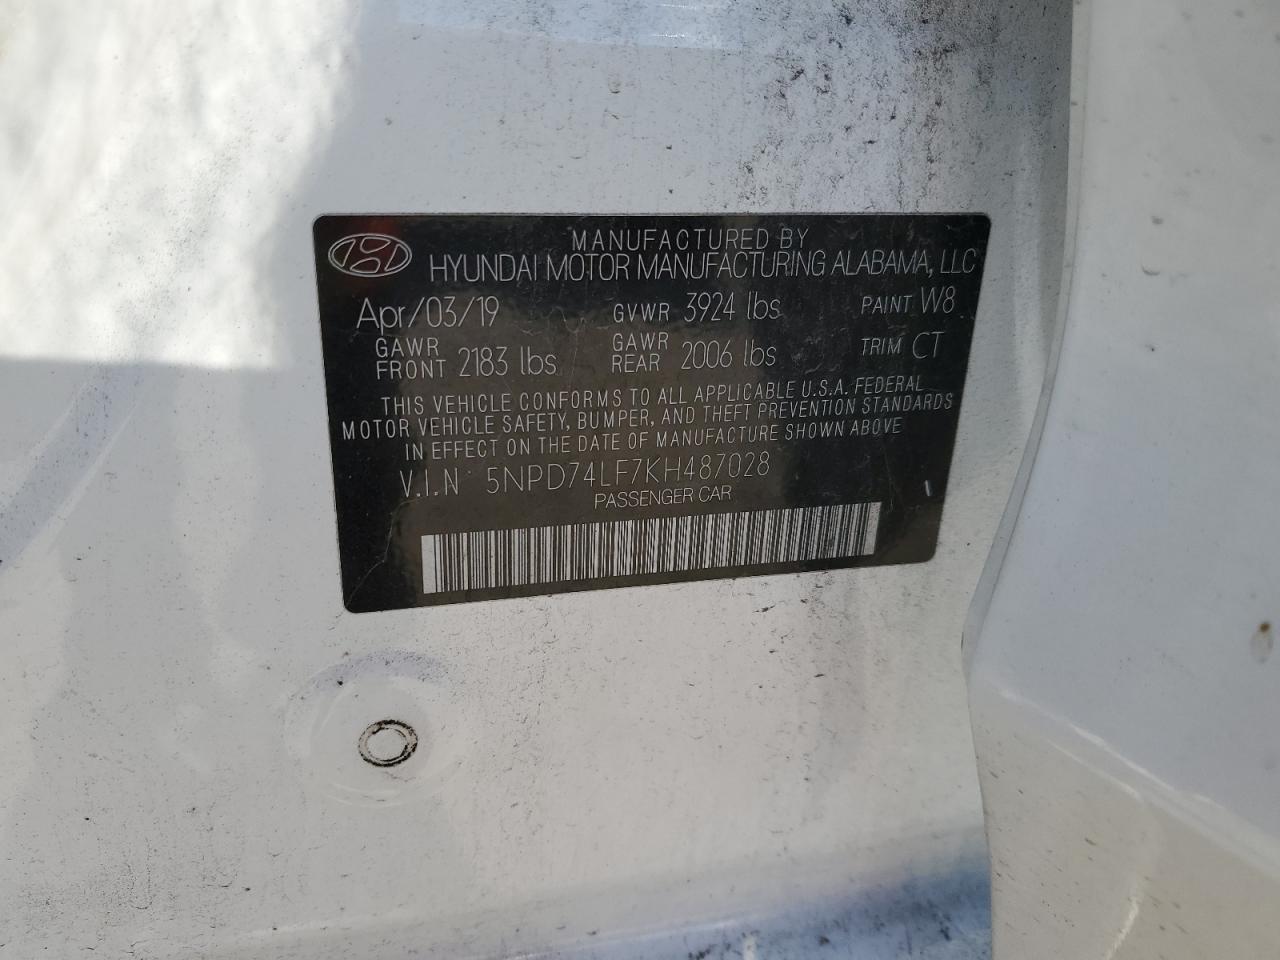 MANUFACTURED BY
HYUNDAI MOTOR MANUFACTURING ALABAMA, LLC
Apr/03/19 GVWR 3924 lbs PAINT W8
GAWR FRONT 2183 lbs GAWR REAR 2006 lbs TRIM CT
THIS VEHICLE CONFORMS TO ALL APPLICABLE U.S.A. FEDERAL
MOTOR VEHICLE SAFETY, BUMPER, AND THEFT PREVENTION STANDARDS
IN EFFECT ON THE DATE OF MANUFACTURE SHOWN ABOVE
V.I.N 5NPD74LF7KH487028
PASSENGER CAR